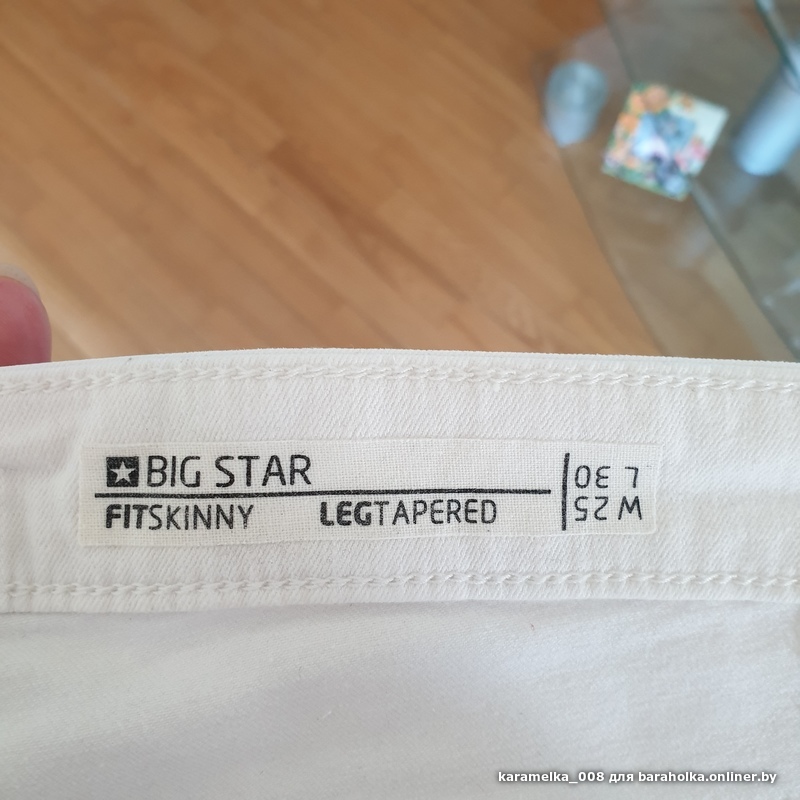 BIG STAR
FITSKINNY LEGTAPERED
W 25
L 30
karamelka_008 для baraholka.onliner.by